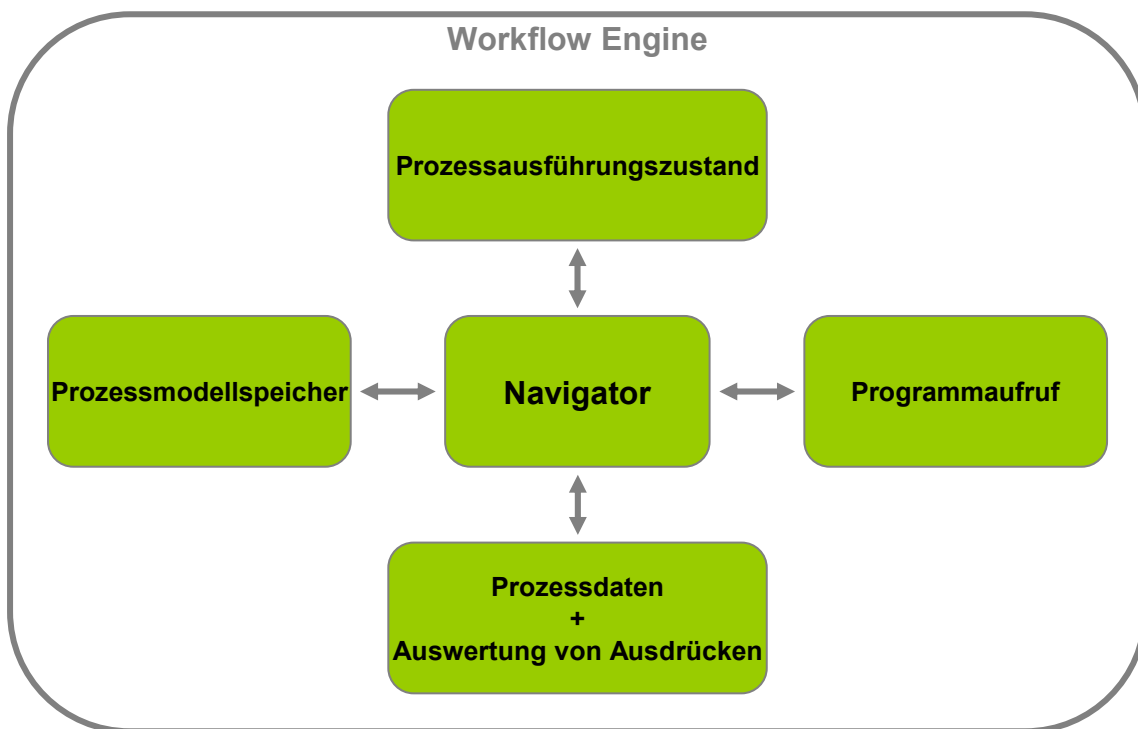 Workflow Engine
Prozessausführungszustand
Prozessmodellspeicher
Navigator
Programmaufruf
Prozessdaten
+
Auswertung von Ausdrücken